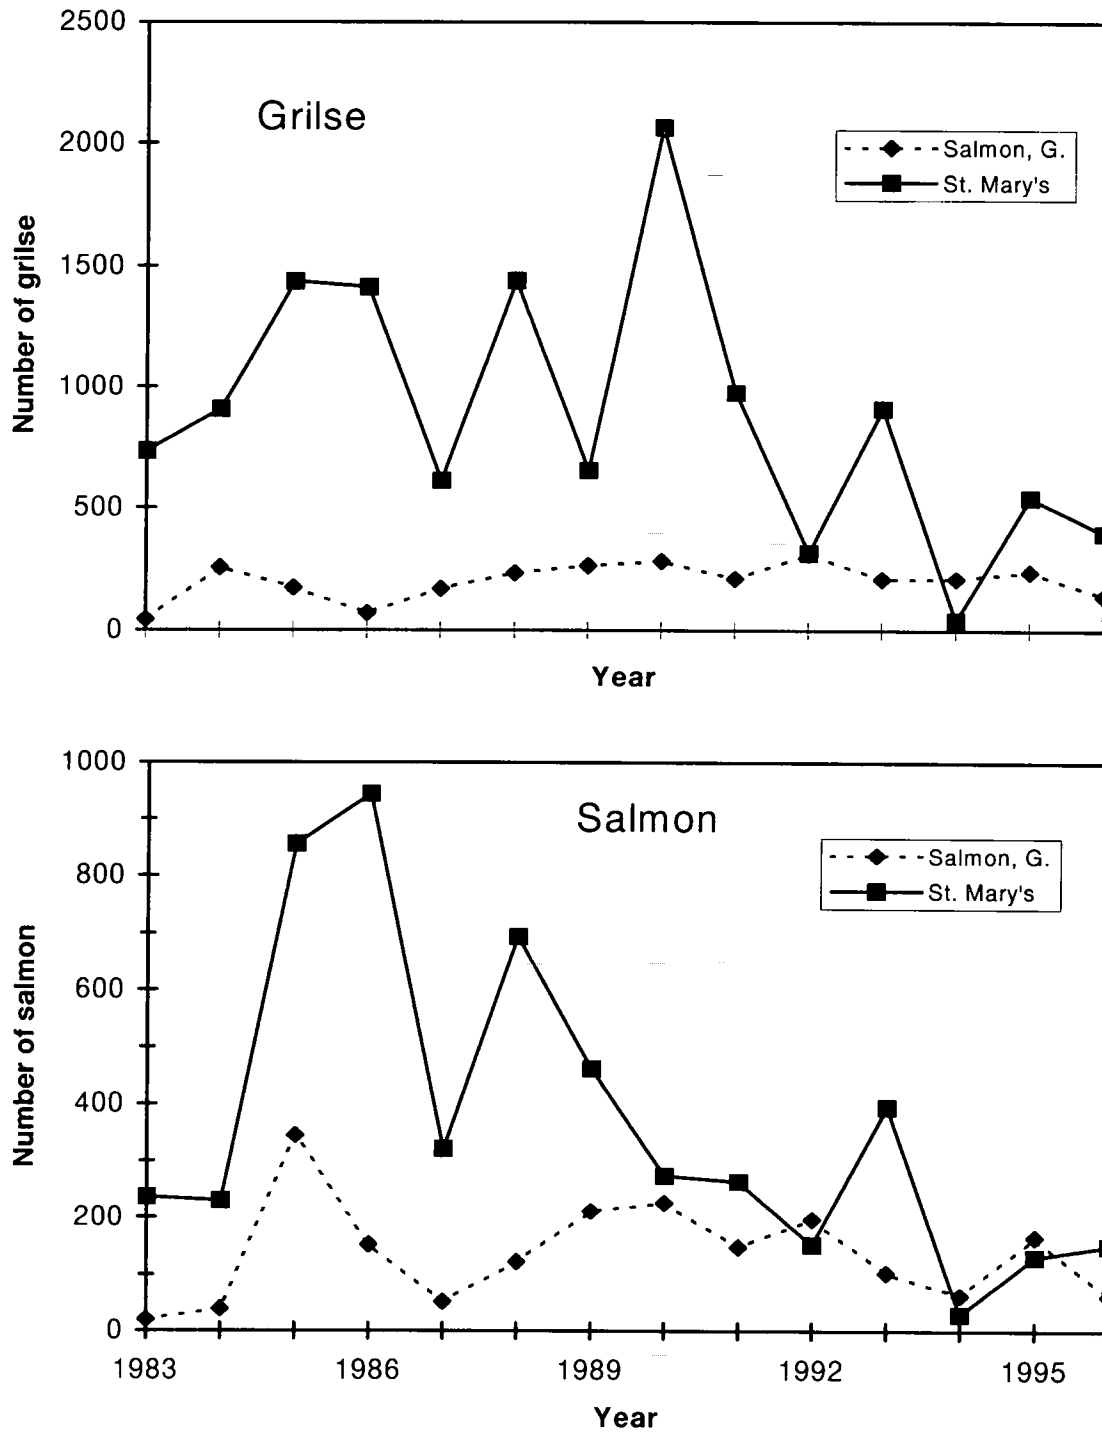 2500
Grilse
2000
Salmon, G.
St. Mary's
1500
1000
500
0
Number of grilse
Year
1000
Salmon
Salmon, G.
St. Mary's
800
600
400
200
0
Number of salmon
1983 1986 1989 1992 1995
Year